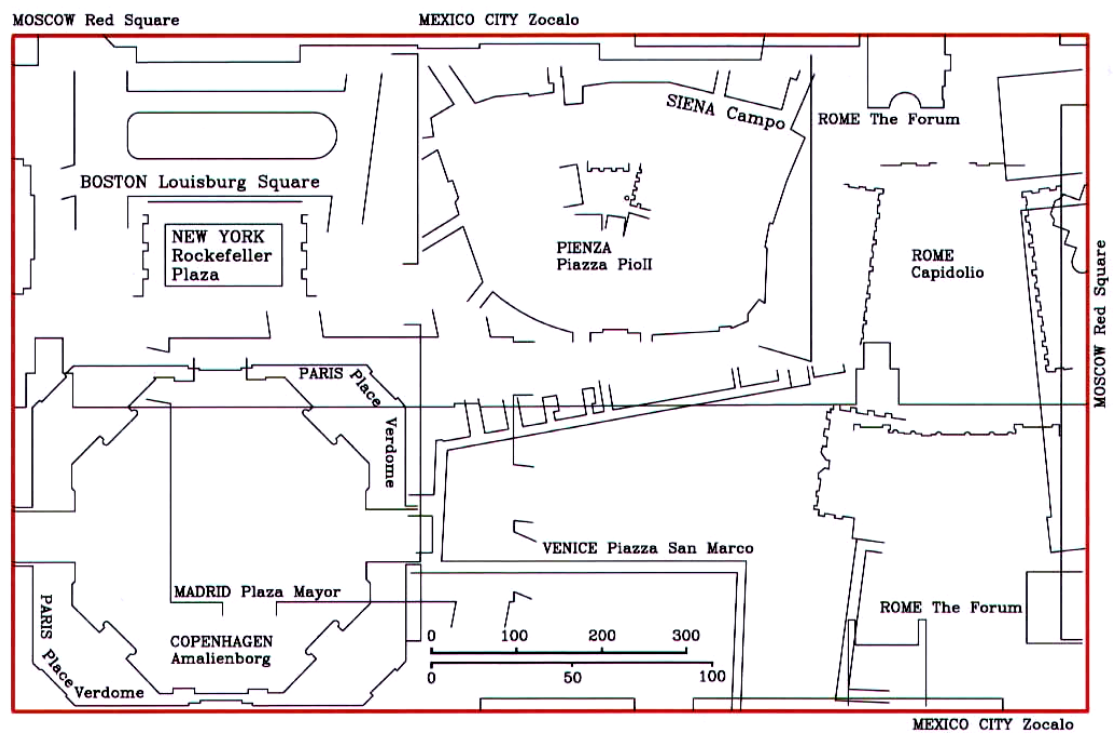 MOSCOW Red Square
MEXICO CITY Zocalo
SIENA Campo
ROME The Forum
BOSTON Louisburg Square
NEW YORK
Rockefeller
Plaza
PIENZA
Piazza PioII
ROME
Capidolio
MOSCOW Red Square
PARIS Place
Verdome
VENICE Piazza San Marco
MADRID Plaza Mayor
ROME The Forum
COPENHAGEN
Amalienborg
PARIS
Place
Verdome
0 100 200 300
0 50 100
MEXICO CITY Zocalo